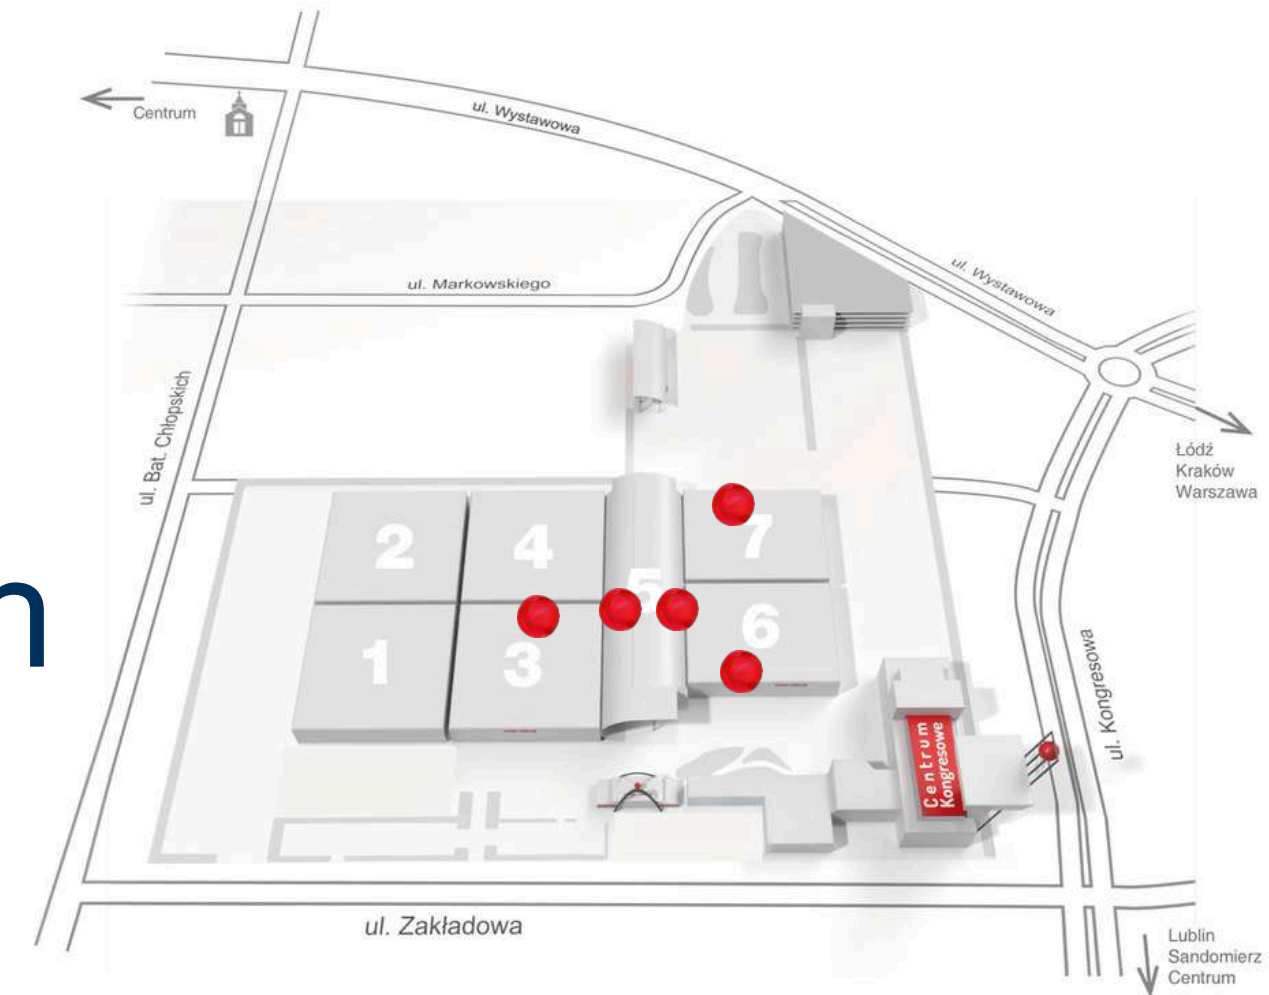 ul. Wystawowa
Centrum
ul. Wystawowa
ul. Markowskiego
ul. Bat. Chłopskich
Łódź
Kraków
Warszawa
2
4
5
7
1
3
6
n
ul. Kongresowa
Centrum
Kongresowe
ul. Zakładowa
Lublin
Sandomierz
Centrum